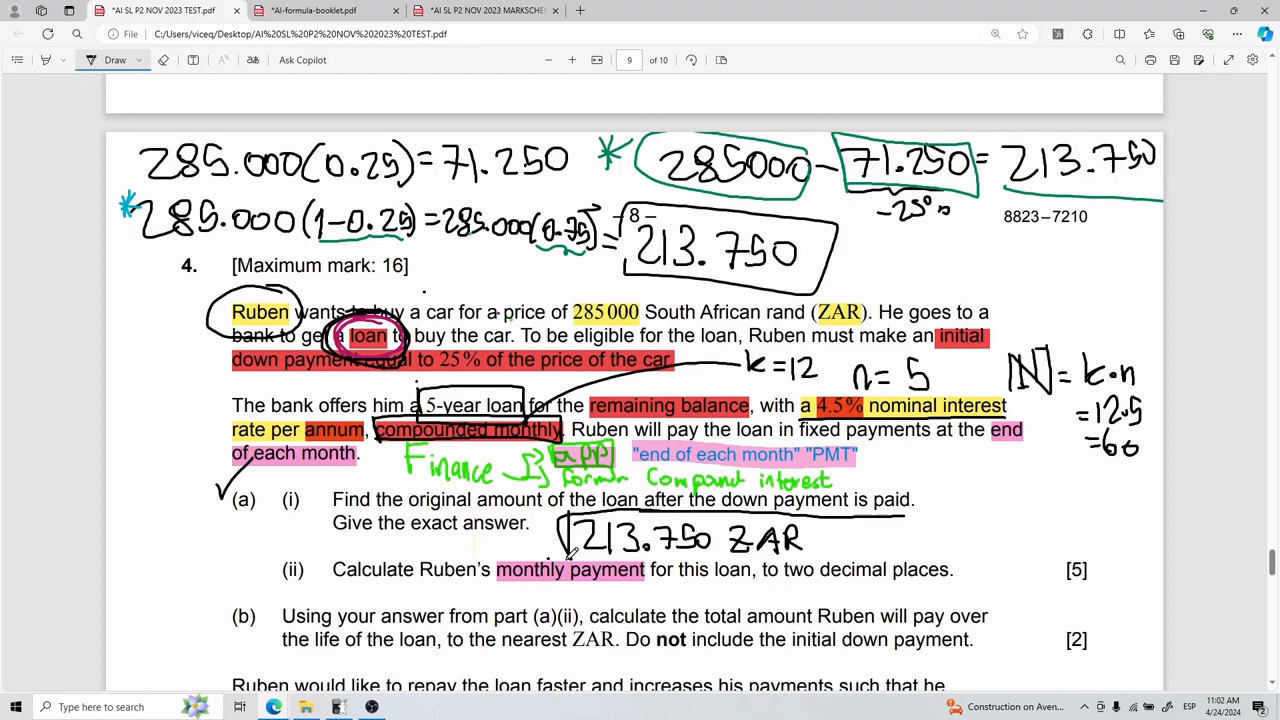 *AI SL P2 NOV 2023 TEST.pdf
*AI-formula-booklet.pdf
*AI SL P2 NOV 2023 MARKSCHE
File
C:/Users/viceq/Desktop/AI%20SL%20P2%20NOV%202023%20TEST.pdf
Draw
Ask Copilot
9 of 10
285.000(0.25)=71.250
* 285000 - 71.250 = 213.750
-25%
* 285.000(1-0.25)=285.000(0.75)=
213.750
– 8 –
8823 – 7210
4. [Maximum mark: 16]
Ruben wants to buy a car for a price of 285 000 South African rand (ZAR). He goes to a
bank to get a loan to buy the car. To be eligible for the loan, Ruben must make an initial
down payment equal to 25 % of the price of the car.
k=12
n=5
N = k·n
=12·5
=60
The bank offers him a 5-year loan for the remaining balance, with a 4.5 % nominal interest
rate per annum, compounded monthly. Ruben will pay the loan in fixed payments at the end
of each month.
Finance
app
"end of each month" "PMT"
formula Compound interest
(a) (i) Find the original amount of the loan after the down payment is paid.
Give the exact answer.
213.750 ZAR
(ii) Calculate Ruben’s monthly payment for this loan, to two decimal places. [5]
(b) Using your answer from part (a)(ii), calculate the total amount Ruben will pay over
the life of the loan, to the nearest ZAR. Do not include the initial down payment. [2]
Ruben would like to repay the loan faster and increases his payments such that he
Type here to search
Construction on Aven...
ESP
11:02 AM
4/24/2024